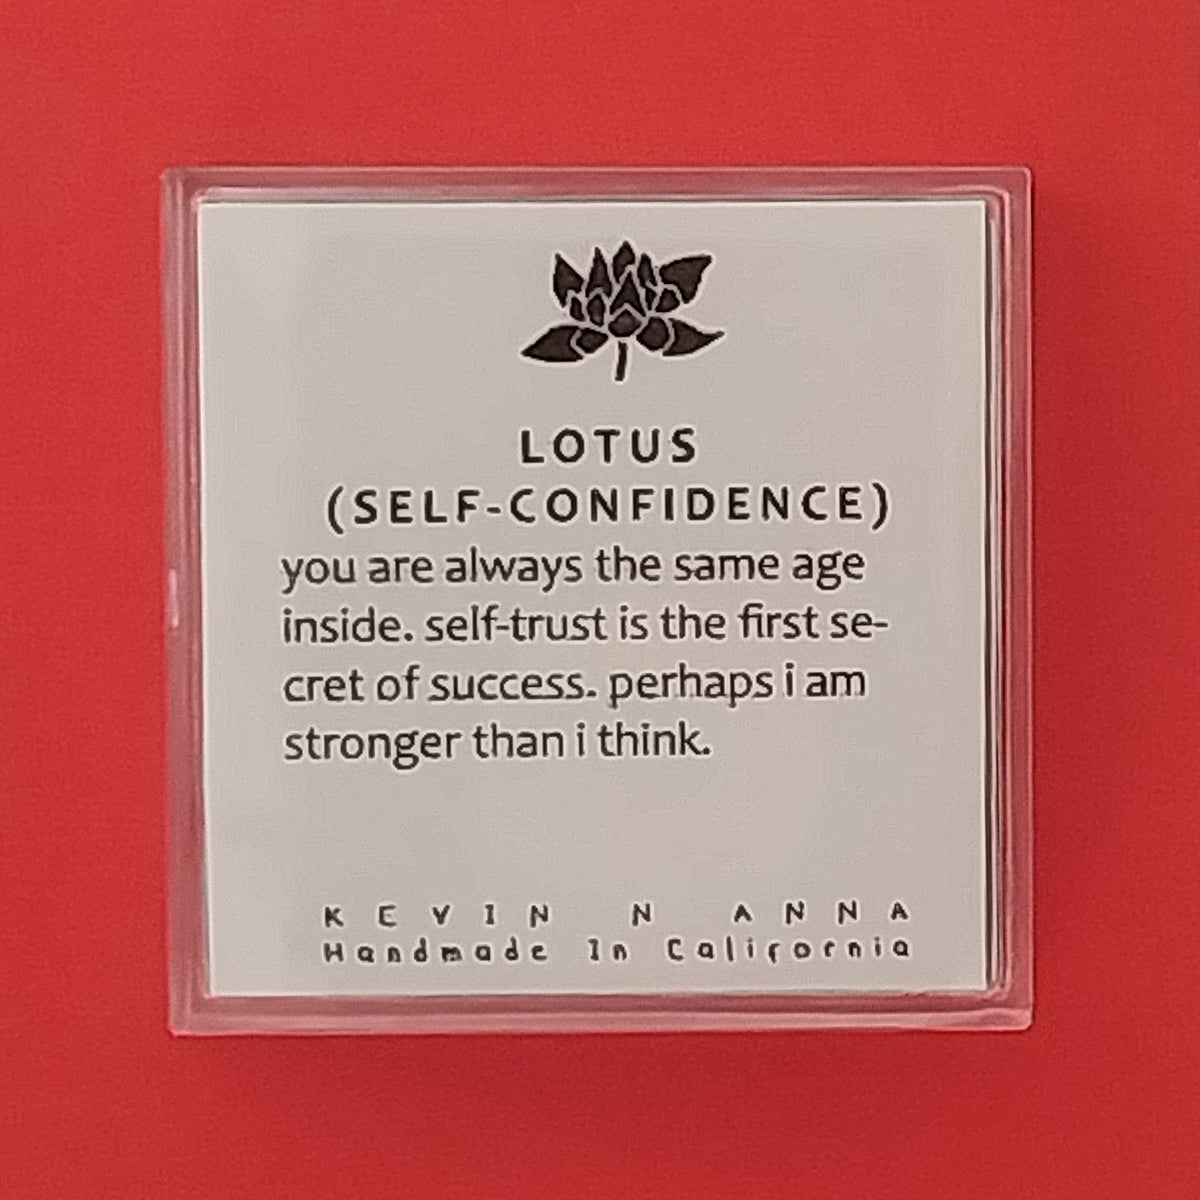 LOTUS
(SELF-CONFIDENCE)
you are always the same age
inside. self-trust is the first se-
cret of success. perhaps i am
stronger than i think.
KEVIN N ANNA
Handmade In California